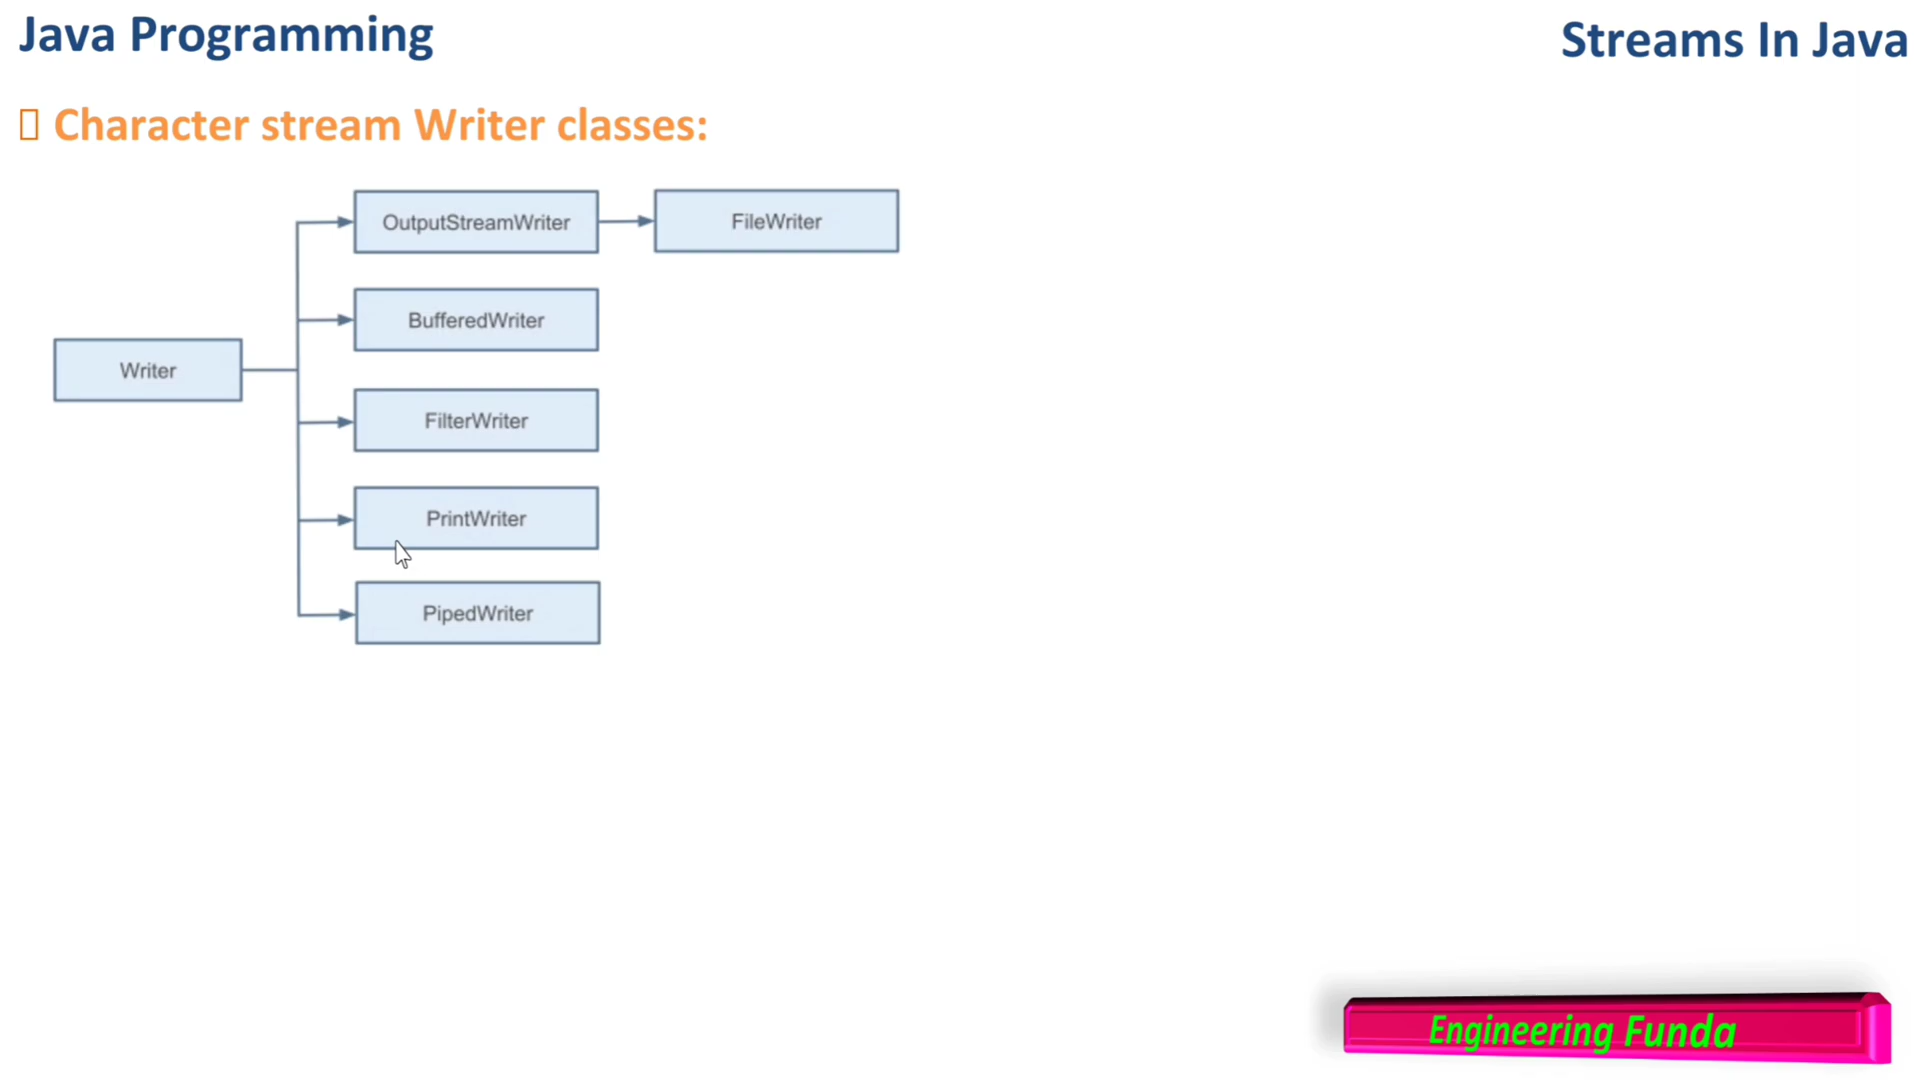 Java Programming
Streams In Java
Character stream Writer classes:
OutputStreamWriter
FileWriter
BufferedWriter
Writer
FilterWriter
PrintWriter
PipedWriter
Engineering Funda